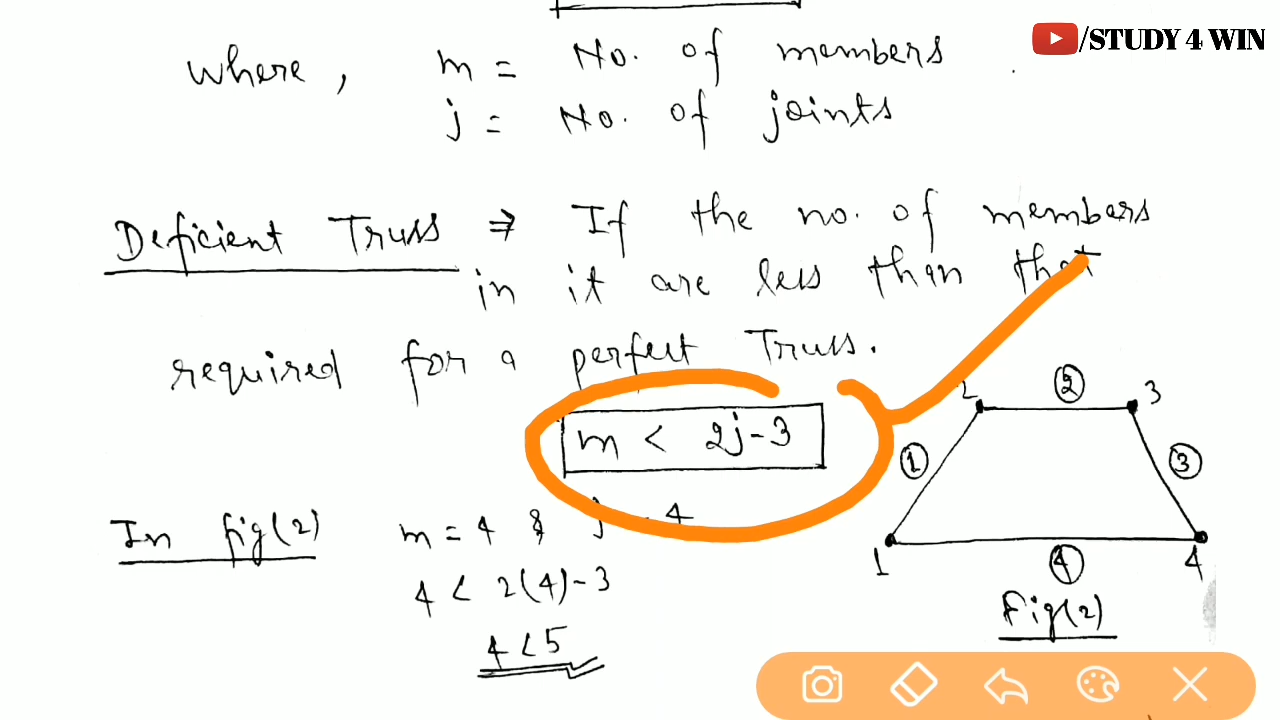 /STUDY 4 WIN
where, m = No. of members
j = No. of joints
Deficient Truss ⇒ If the no. of members
in it are less than that
required for a perfect Truss.
m < 2j-3
In fig(2) m = 4 & j = 4
4 < 2(4)-3
4 < 5
2 ② 3
① ③
1 ④ 4
Fig(2)